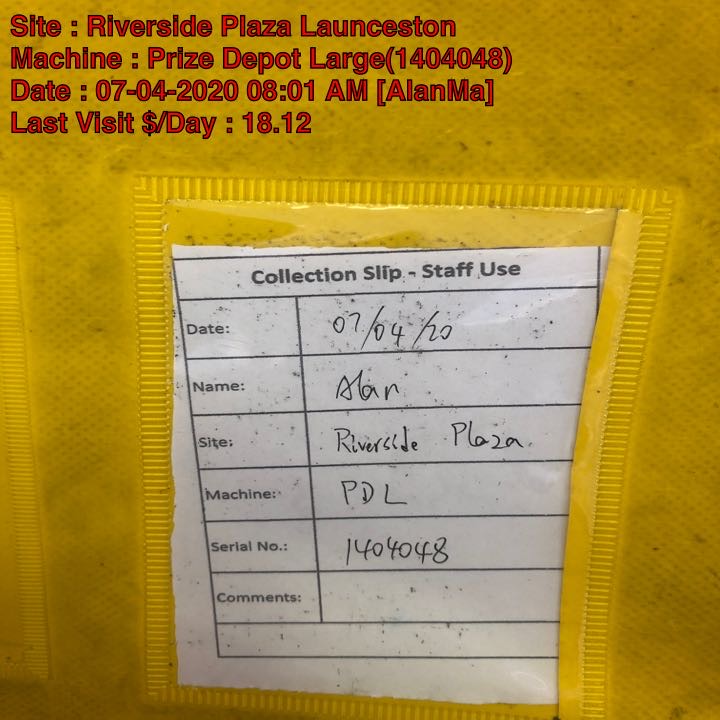 Site : Riverside Plaza Launceston
Machine : Prize Depot Large(1404048)
Date : 07-04-2020 08:01 AM [AlanMa]
Last Visit $/Day : 18.12
Collection Slip - Staff Use
Date: 07/04/20
Name: Alan
Site: Riverside Plaza
Machine: PDL
Serial No.: 1404048
Comments: